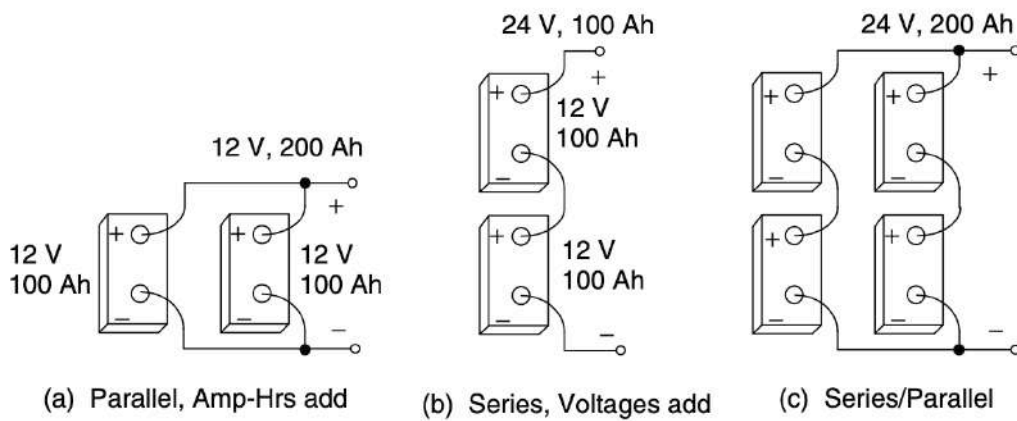 12 V, 200 Ah
+
+
+
12 V
100 Ah
12 V
100 Ah
−
−
−
(a) Parallel, Amp-Hrs add
24 V, 100 Ah
+
+
12 V
100 Ah
−
+
12 V
100 Ah
−
−
(b) Series, Voltages add
24 V, 200 Ah
+
+
+
−
−
+
+
−
−
−
(c) Series/Parallel